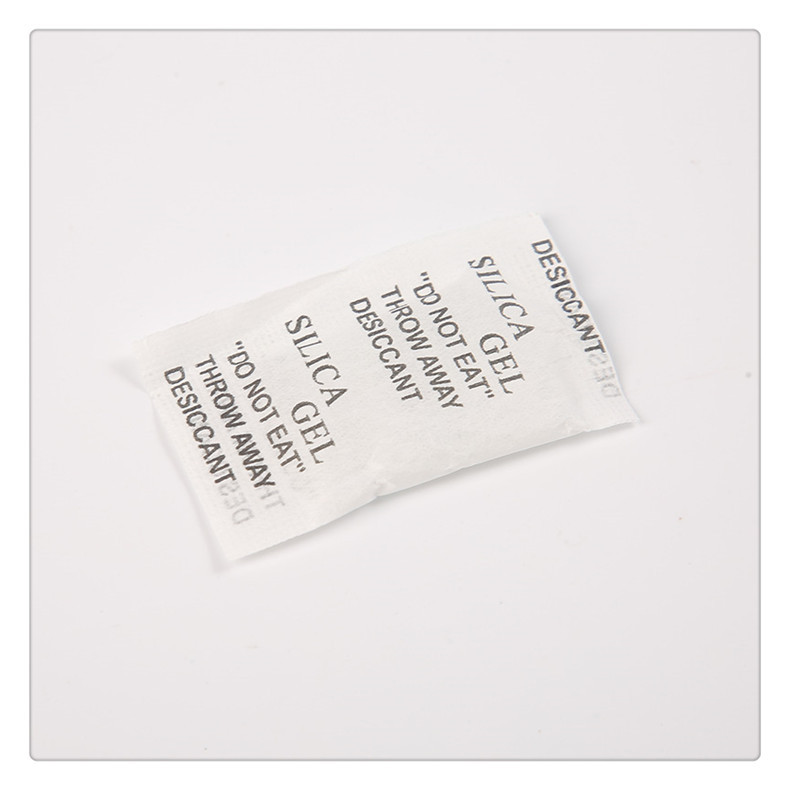 SILICA
GEL
"DO NOT EAT"
THROW AWAY
DESICCANT
SILICA
GEL
"DO NOT EAT"
THROW AWAY
DESICCANT
DESICCANT